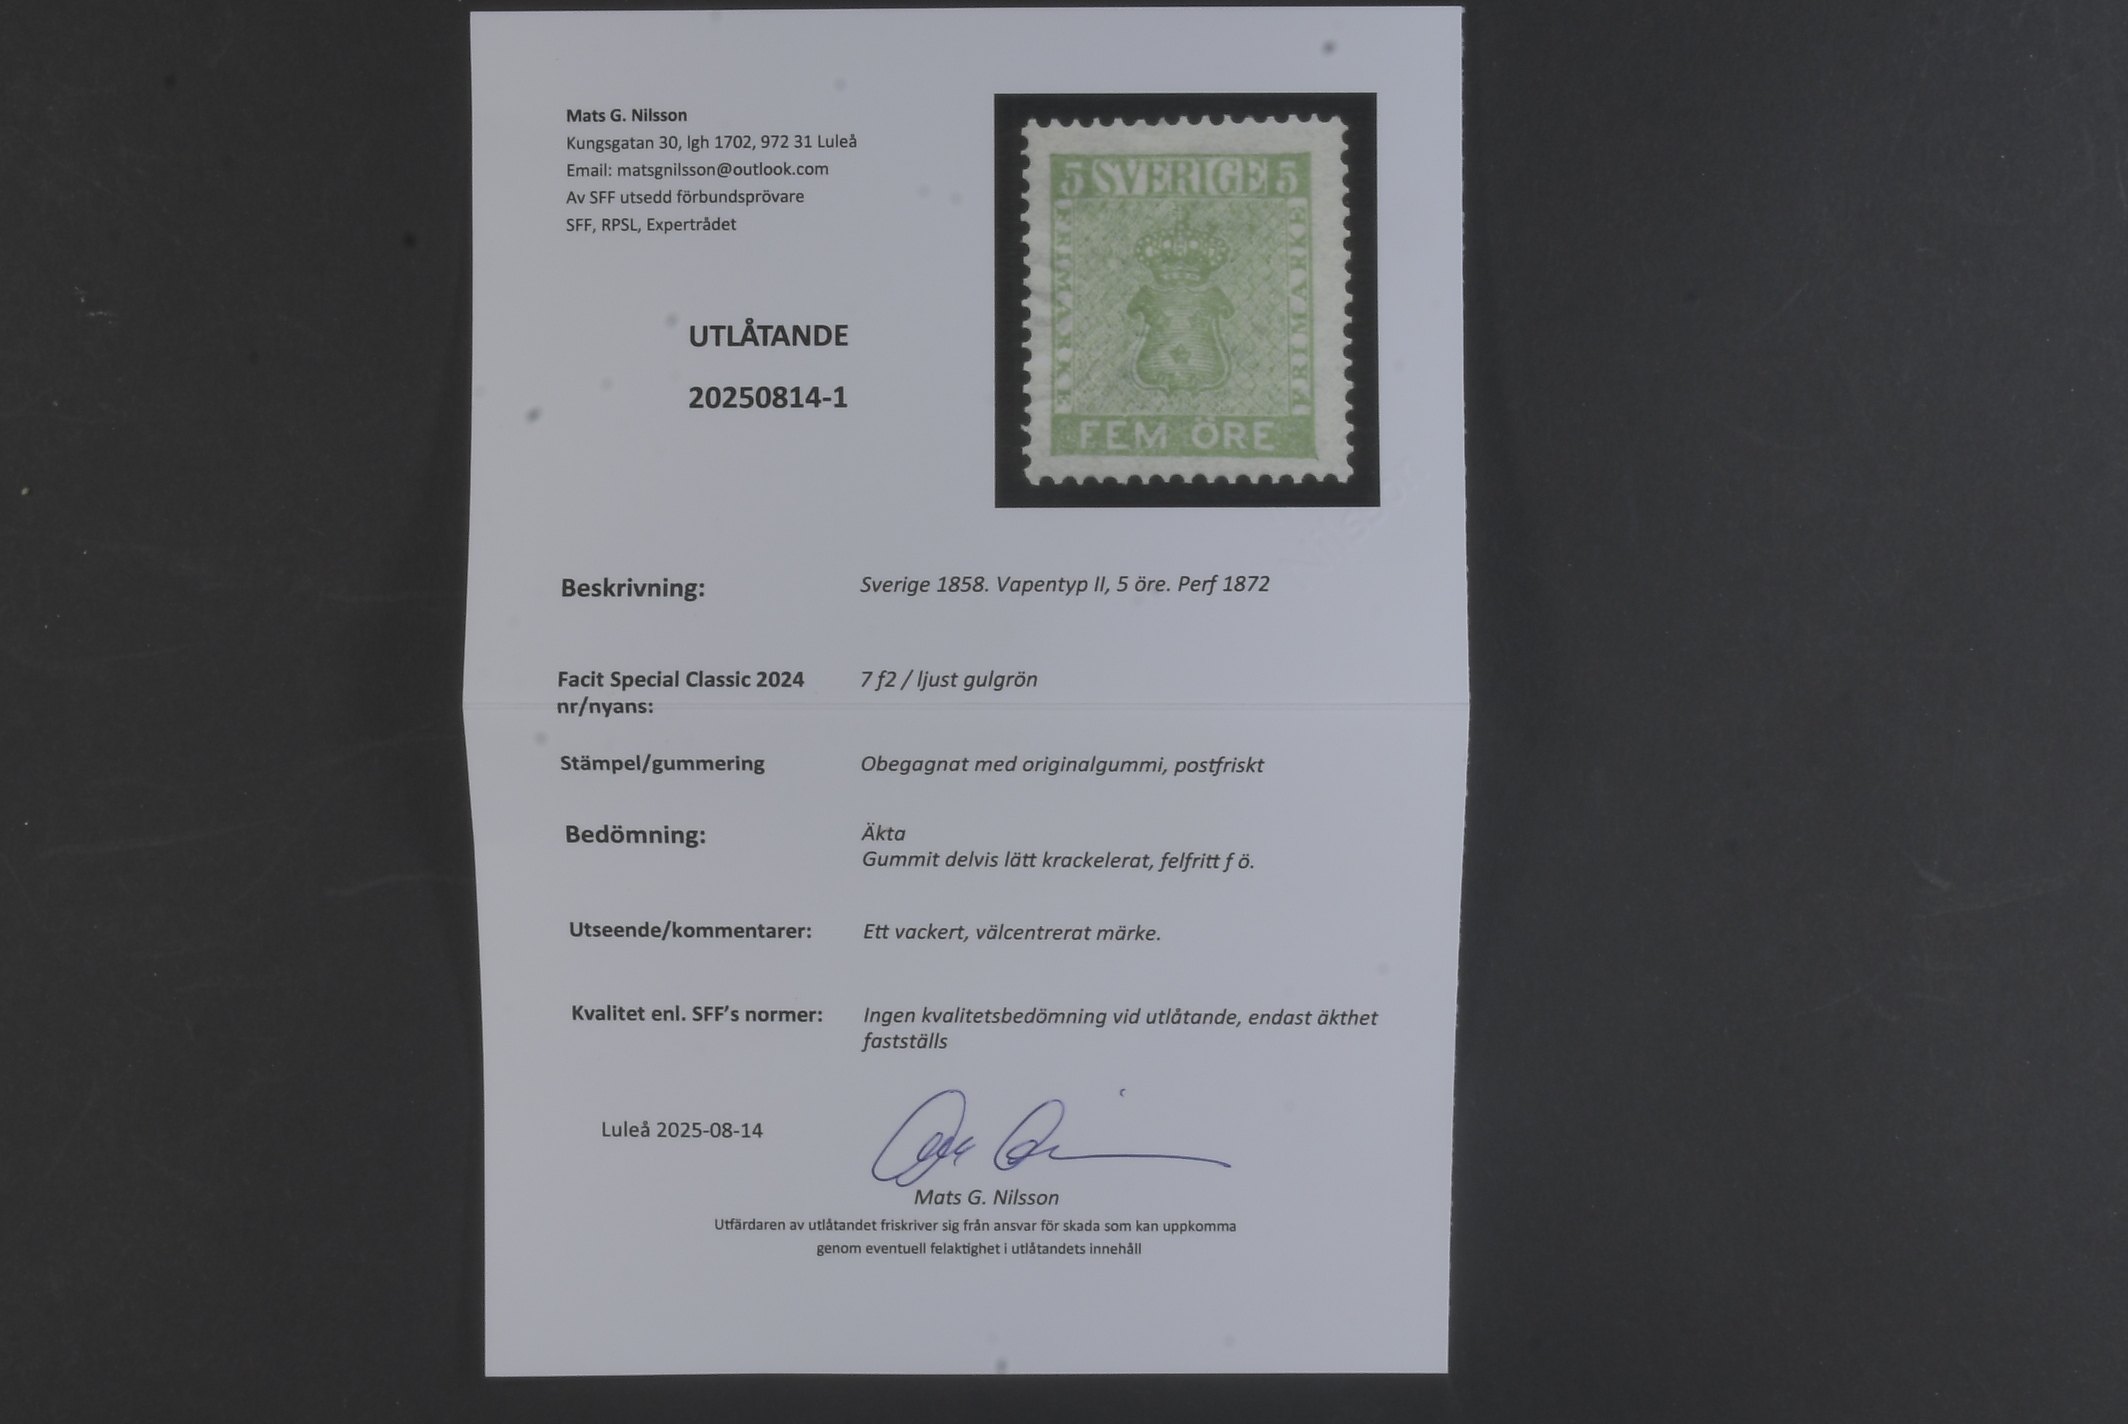 Mats G. Nilsson
Kungsgatan 30, lgh 1702, 972 31 Luleå
Email: matsgnilsson@outlook.com
Av SFF utsedd förbundsprövare
SFF, RPSL, Expertrådet
5 SVERIGE 5
FRIMÄRKE
FRIMÄRKE
FEM ÖRE
UTLÅTANDE
20250814-1
Nilsson
Beskrivning: Sverige 1858. Vapentyp II, 5 öre. Perf 1872
Facit Special Classic 2024 7 f2 / ljust gulgrön
nr/nyans:
Stämpel/gummering Obegagnat med originalgummi, postfriskt
Bedömning: Äkta
Gummit delvis lätt krackelerat, felfritt f ö.
Utseende/kommentarer: Ett vackert, välcentrerat märke.
Kvalitet enl. SFF's normer: Ingen kvalitetsbedömning vid utlåtande, endast äkthet
fastställs
Luleå 2025-08-14
Mats G. Nilsson
Utfärdaren av utlåtandet friskriver sig från ansvar för skada som kan uppkomma
genom eventuell felaktighet i utlåtandets innehåll